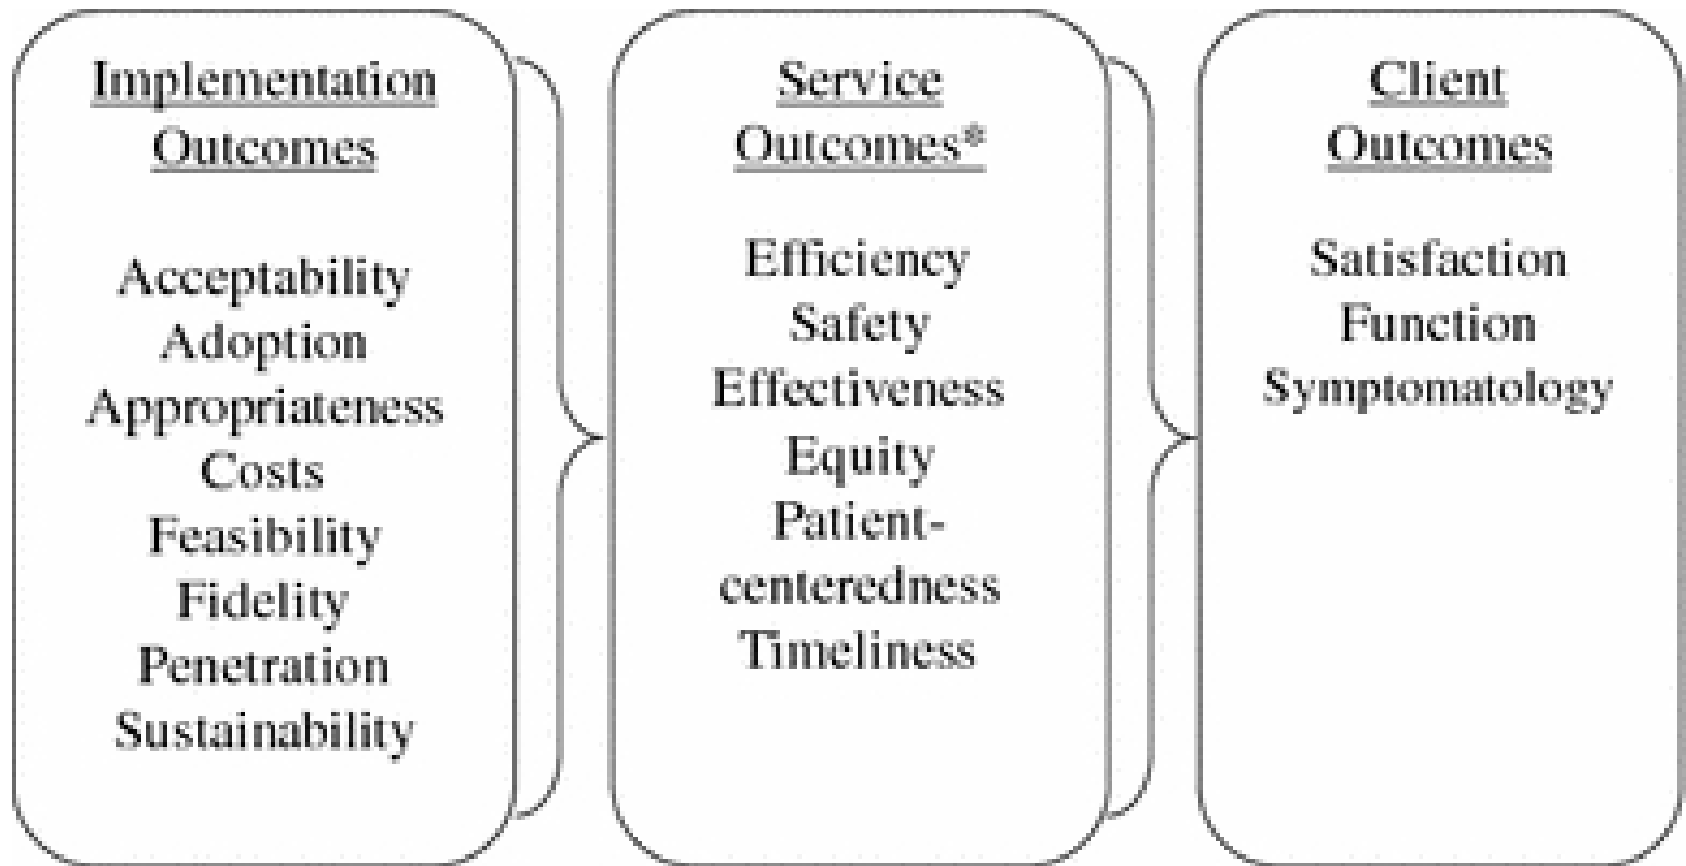 Implementation
Outcomes
Acceptability
Adoption
Appropriateness
Costs
Feasibility
Fidelity
Penetration
Sustainability
Service
Outcomes*
Efficiency
Safety
Effectiveness
Equity
Patient-
centeredness
Timeliness
Client
Outcomes
Satisfaction
Function
Symptomatology